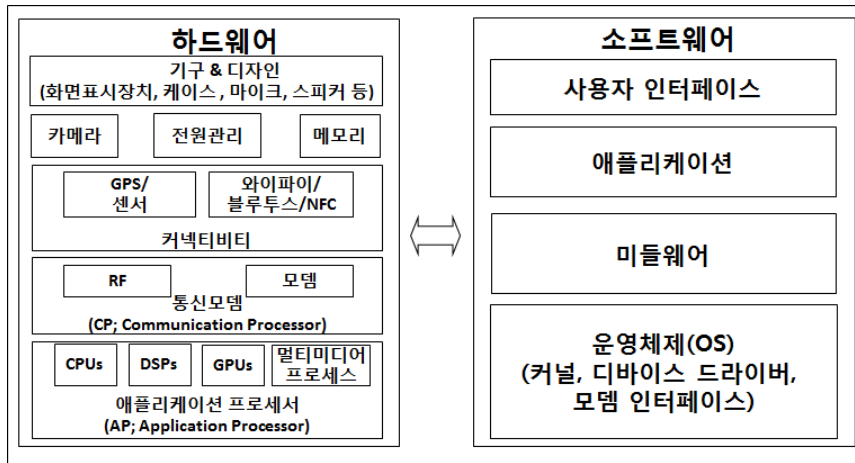 하드웨어
기구 & 디자인
(화면표시장치, 케이스 , 마이크, 스피커 등)
카메라
전원관리
메모리
GPS/
센서
와이파이/
블루투스/NFC
커넥티비티
RF
모뎀
통신모뎀
(CP; Communication Processor)
CPUs
DSPs
GPUs
멀티미디어
프로세스
애플리케이션 프로세서
(AP; Application Processor)
소프트웨어
사용자 인터페이스
애플리케이션
미들웨어
운영체제(OS)
(커널, 디바이스 드라이버,
모뎀 인터페이스)